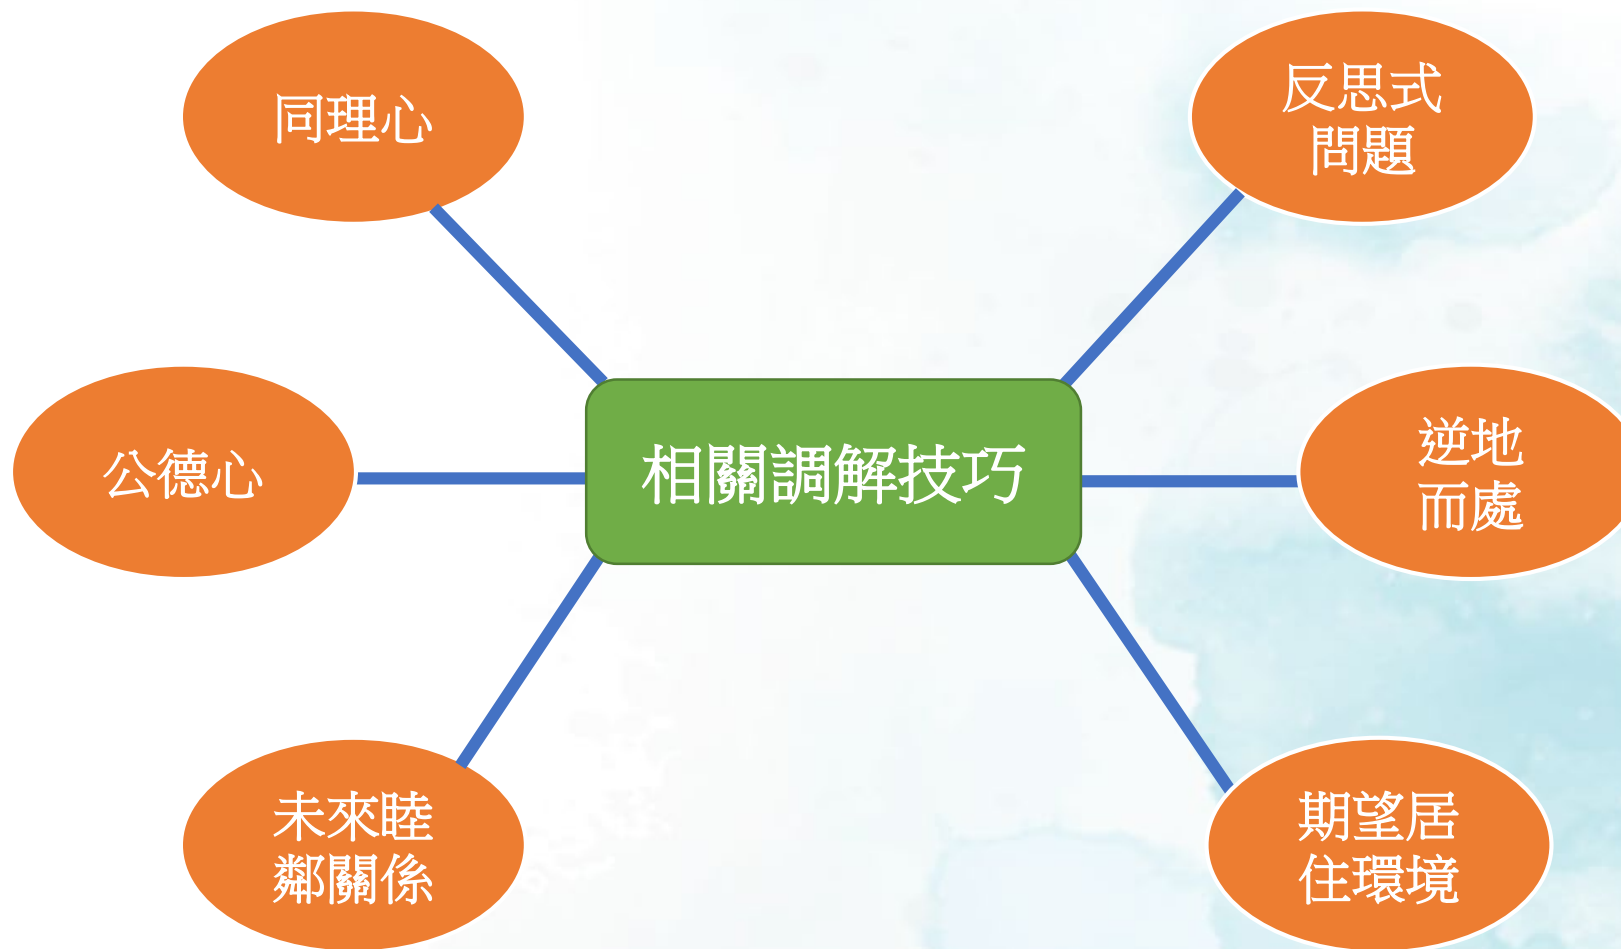 同理心
反思式
問題
公德心
相關調解技巧
逆地
而處
未來睦
鄰關係
期望居
住環境